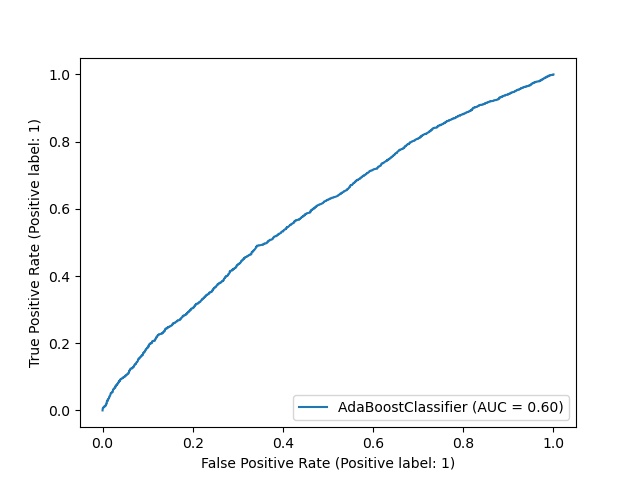 1.0
0.8
0.6
0.4
0.2
0.0
True Positive Rate (Positive label: 1)
AdaBoostClassifier (AUC = 0.60)
0.0 0.2 0.4 0.6 0.8 1.0
False Positive Rate (Positive label: 1)